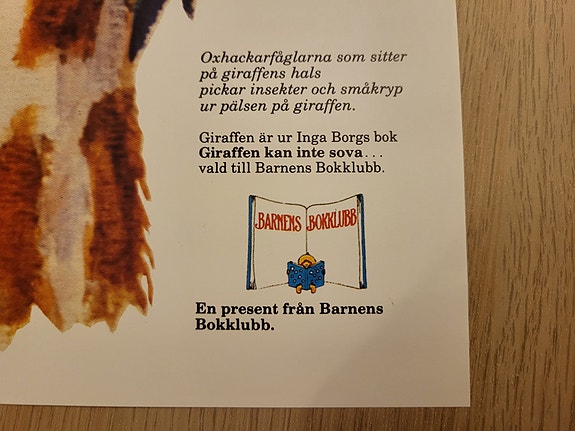 Oxhackarfåglarna som sitter
på giraffens hals
pickar insekter och småkryp
ur pälsen på giraffen.
Giraffen är ur Inga Borgs bok
Giraffen kan inte sova...
vald till Barnens Bokklubb.
BARNENS BOKKLUBB
En present från Barnens
Bokklubb.